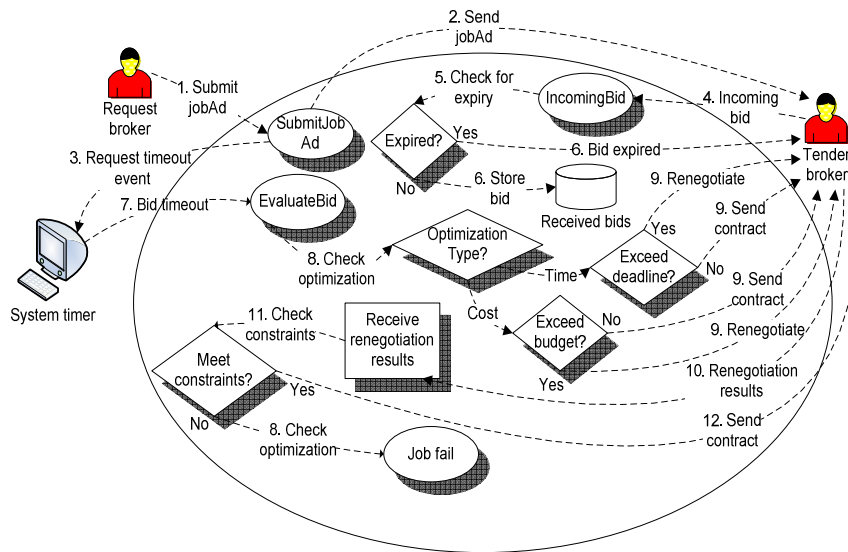 2. Send
jobAd
Request
broker
1. Submit
jobAd
SubmitJob
Ad
5. Check for
expiry
IncomingBid
4. Incoming
bid
Tender
broker
3. Request timeout
event
Expired?
Yes
No
6. Bid expired
6. Store
bid
Received bids
9. Renegotiate
7. Bid timeout
EvaluateBid
8. Check
optimization
Optimization
Type?
Yes
9. Send
contract
Exceed
deadline?
No
Time
System timer
Cost
9. Send
contract
11. Check
constraints
Receive
renegotiation
results
Exceed
budget?
No
Yes
9. Renegotiate
Meet
constraints?
Yes
No
10. Renegotiation
results
12. Send
contract
8. Check
optimization
Job fail